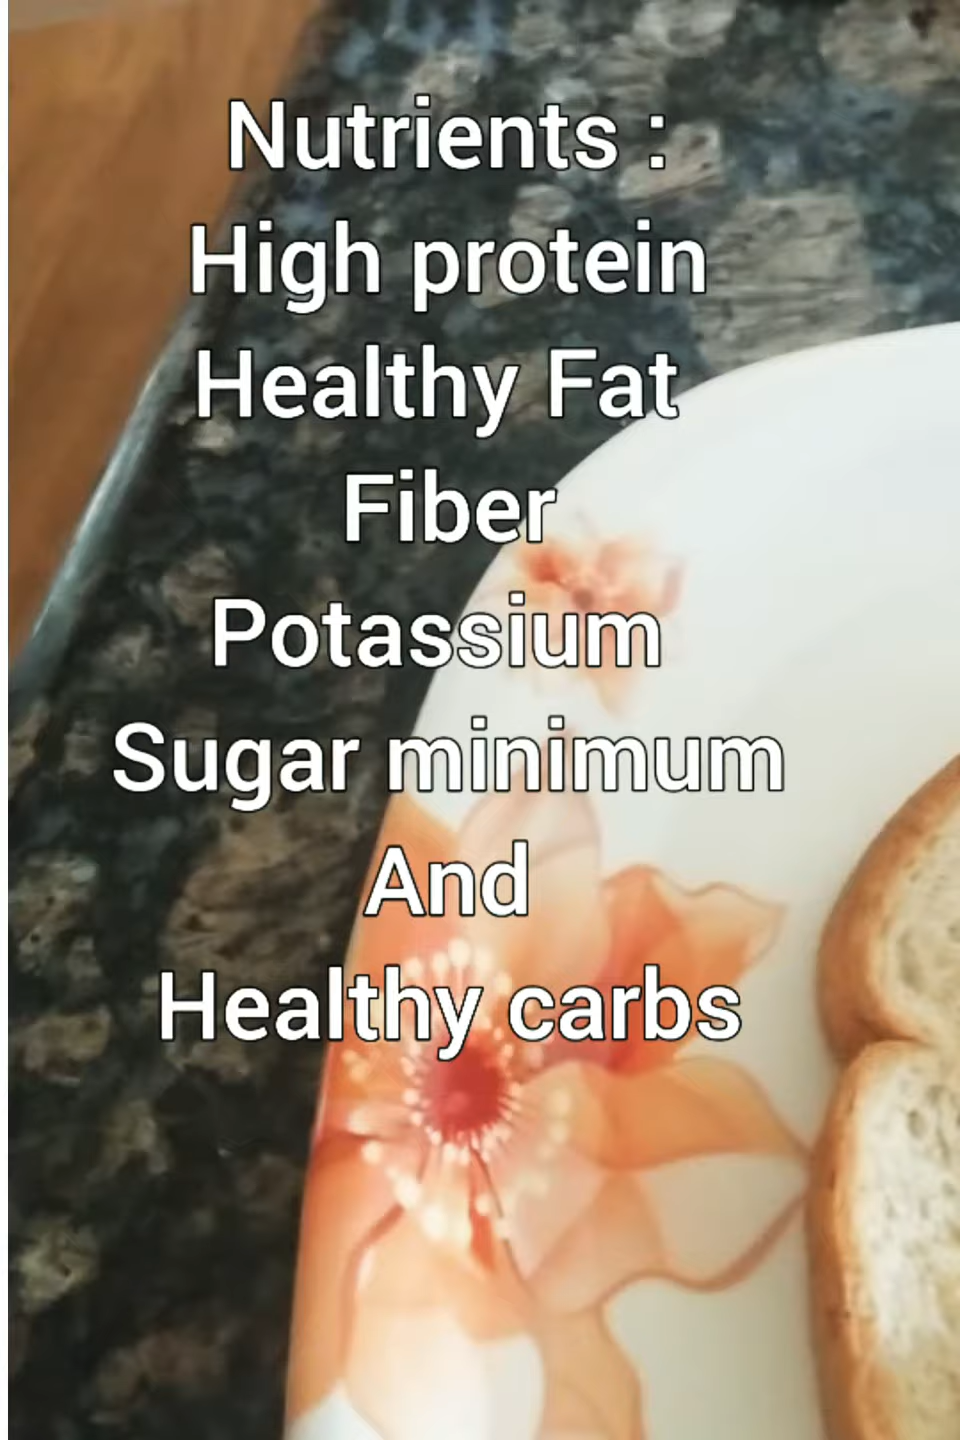 Nutrients :
High protein
Healthy Fat
Fiber
Potassium
Sugar minimum
And
Healthy carbs